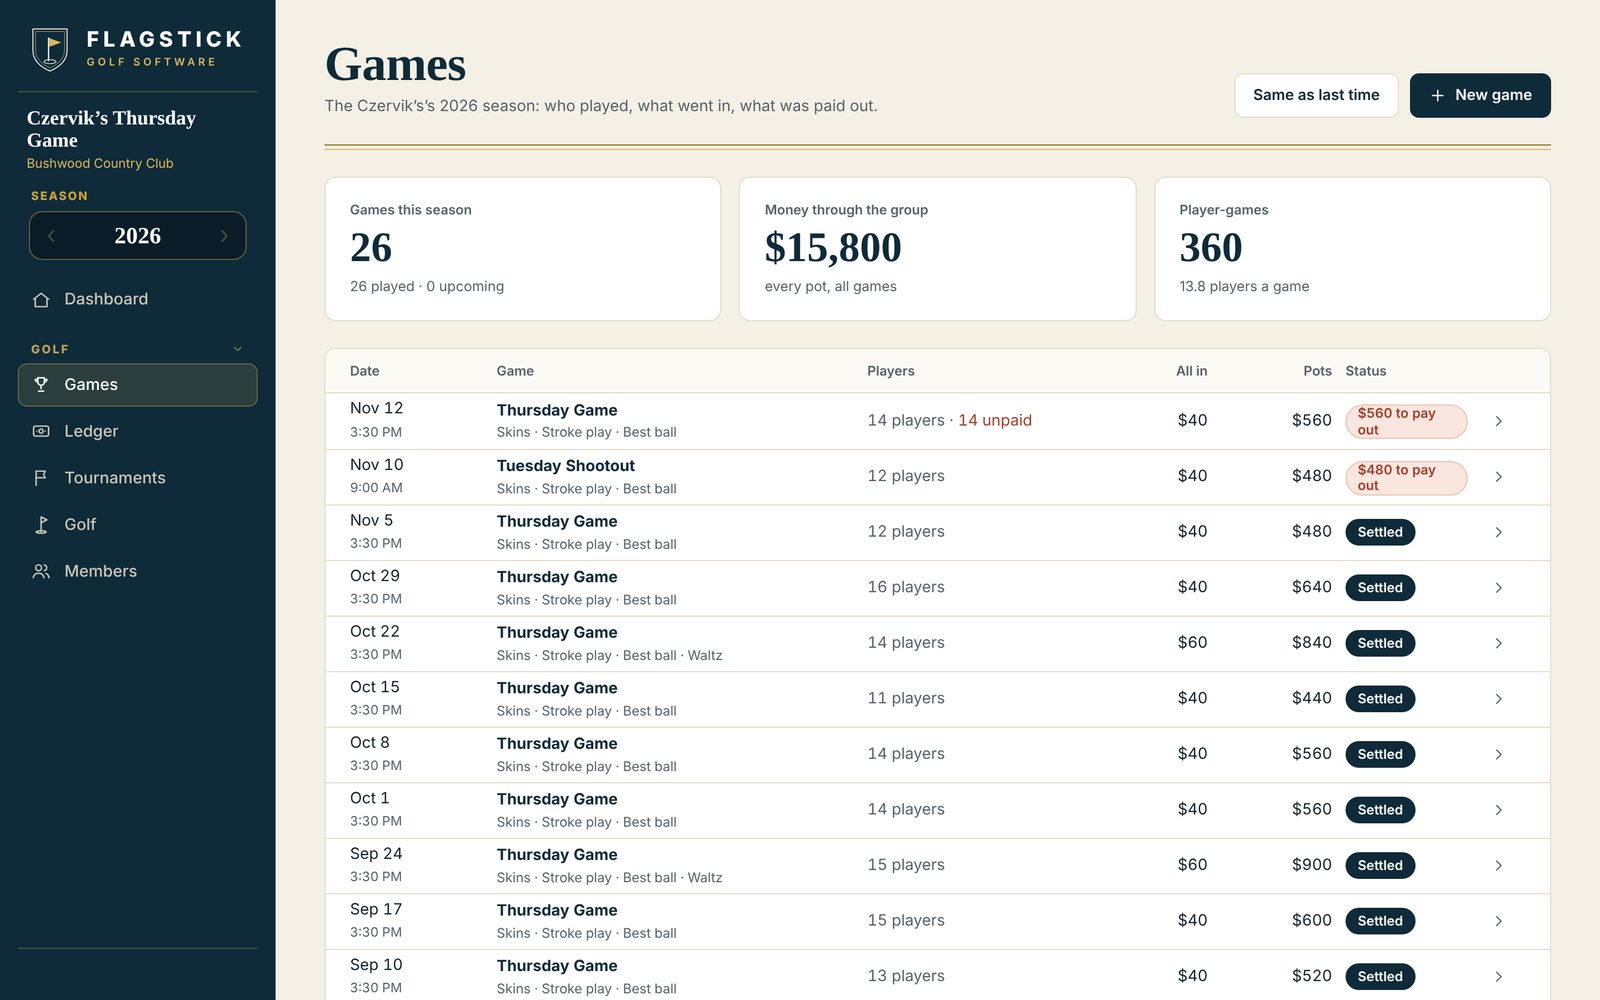 FLAGSTICK
GOLF SOFTWARE
Czervik’s Thursday
Game
Bushwood Country Club
SEASON
2026
Dashboard
GOLF
Games
Ledger
Tournaments
Golf
Members
Games
The Czervik’s’s 2026 season: who played, what went in, what was paid out.
Same as last time
New game
Games this season
26
26 played · 0 upcoming
Money through the group
$15,800
every pot, all games
Player-games
360
13.8 players a game
Date Game Players All in Pots Status
Nov 12 Thursday Game 14 players · 14 unpaid $40 $560 $560 to pay out
3:30 PM Skins · Stroke play · Best ball
Nov 10 Tuesday Shootout 12 players $40 $480 $480 to pay out
9:00 AM Skins · Stroke play · Best ball
Nov 5 Thursday Game 12 players $40 $480 Settled
3:30 PM Skins · Stroke play · Best ball
Oct 29 Thursday Game 16 players $40 $640 Settled
3:30 PM Skins · Stroke play · Best ball
Oct 22 Thursday Game 14 players $60 $840 Settled
3:30 PM Skins · Stroke play · Best ball · Waltz
Oct 15 Thursday Game 11 players $40 $440 Settled
3:30 PM Skins · Stroke play · Best ball
Oct 8 Thursday Game 14 players $40 $560 Settled
3:30 PM Skins · Stroke play · Best ball
Oct 1 Thursday Game 14 players $40 $560 Settled
3:30 PM Skins · Stroke play · Best ball
Sep 24 Thursday Game 15 players $60 $900 Settled
3:30 PM Skins · Stroke play · Best ball · Waltz
Sep 17 Thursday Game 15 players $40 $600 Settled
3:30 PM Skins · Stroke play · Best ball
Sep 10 Thursday Game 13 players $40 $520 Settled
3:30 PM Skins · Stroke play · Best ball